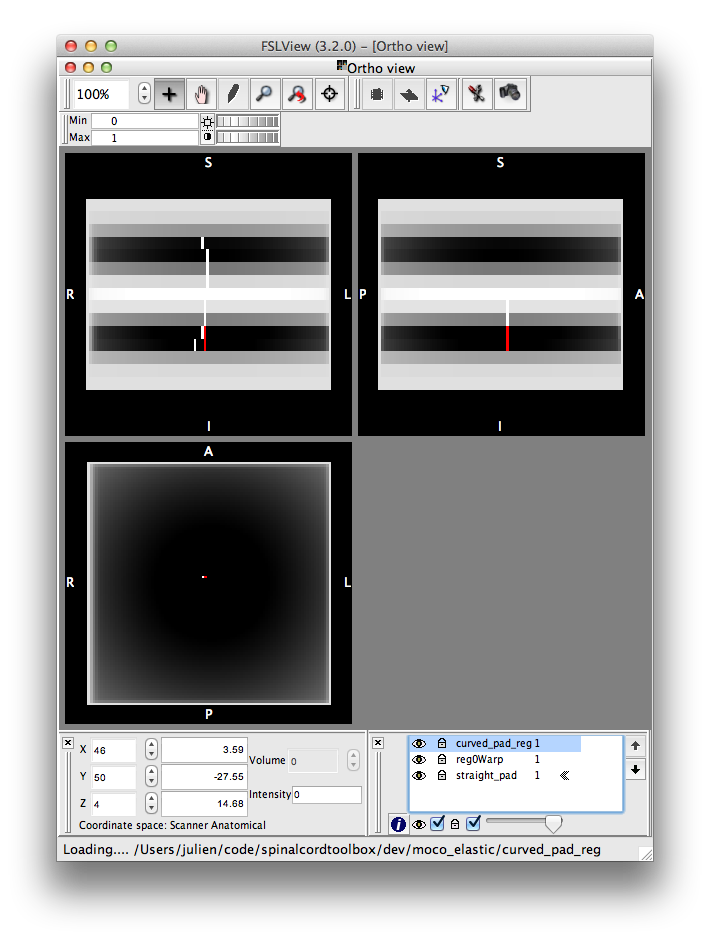 FSLView (3.2.0) – [Ortho view]
Ortho view
100%
Min 0
Max 1
S S
R L P A
I I
A
R L
P
X 46 3.59
Y 50 -27.55
Z 4 14.68
Volume 0
Intensity 0
Coordinate space: Scanner Anatomical
curved_pad_reg 1
reg0Warp 1
straight_pad 1
Loading.... /Users/julien/code/spinalcordtoolbox/dev/moco_elastic/curved_pad_reg